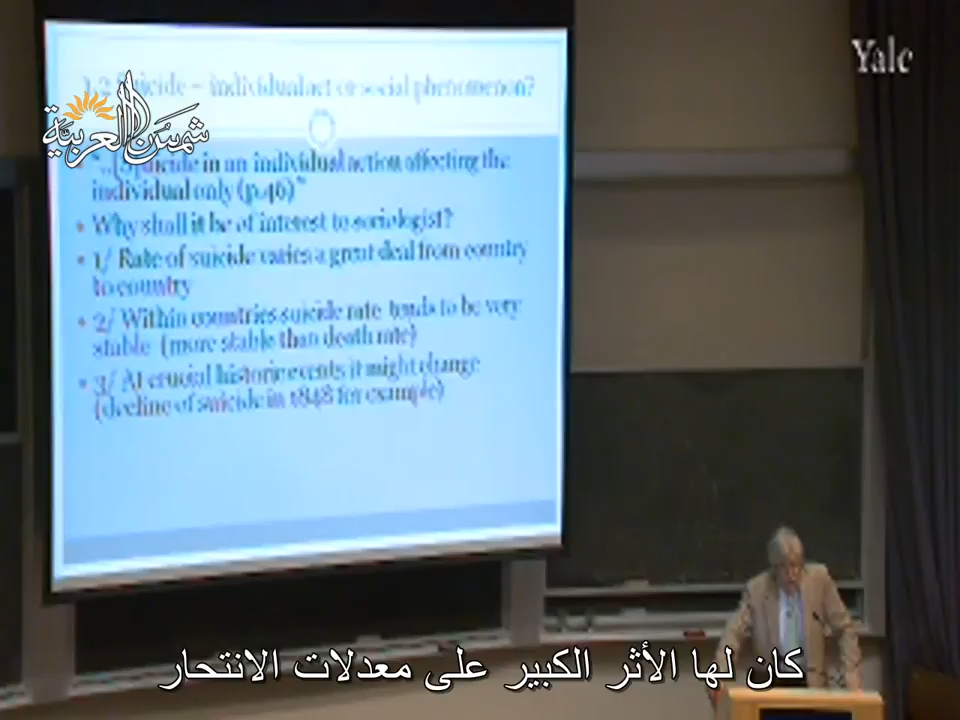 Yale
1.2 Suicide – individual act or social phenomenon?
شمس العربية
"...[S]uicide in an individual action affecting the
individual only (p.46)"
• Why shall it be of interest to sociologist?
• 1/ Rate of suicide varies a great deal from country
to country
• 2/ Within countries suicide rate tends to be very
stable (more stable than death rate)
• 3/ At crucial historic events it might change
(decline of suicide in 1848 for example)
كان لها الأثر الكبير على معدلات الانتحار